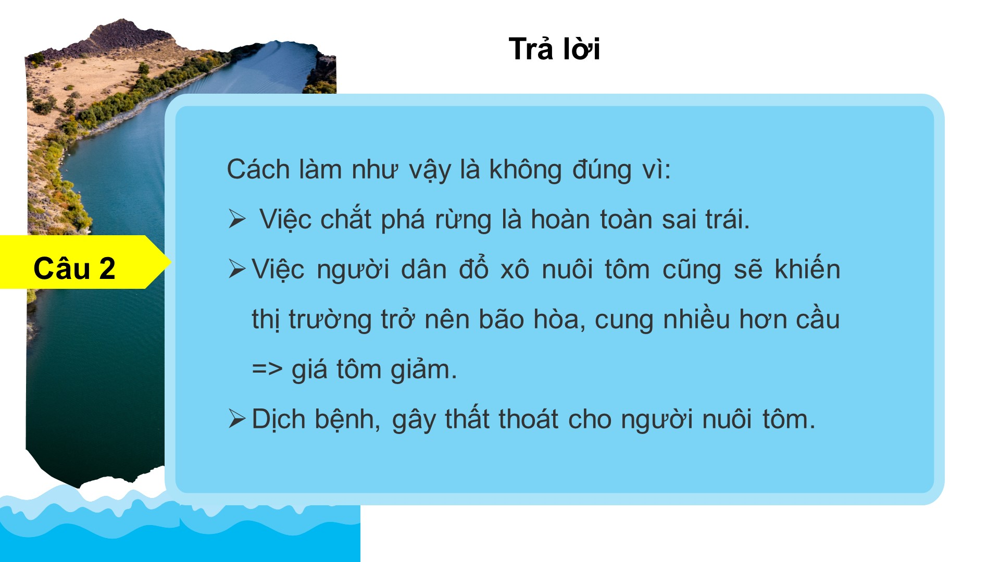 Trả lời
Câu 2
Cách làm như vậy là không đúng vì:
➢ Việc chắt phá rừng là hoàn toàn sai trái.
➢ Việc người dân đổ xô nuôi tôm cũng sẽ khiến
thị trường trở nên bão hòa, cung nhiều hơn cầu
=> giá tôm giảm.
➢ Dịch bệnh, gây thất thoát cho người nuôi tôm.